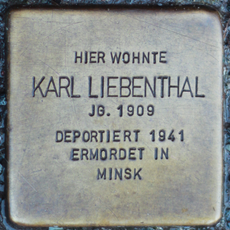 HIER WOHNTE
KARL LIEBENTHAL
JG. 1909
DEPORTIERT 1941
ERMORDET IN
MINSK